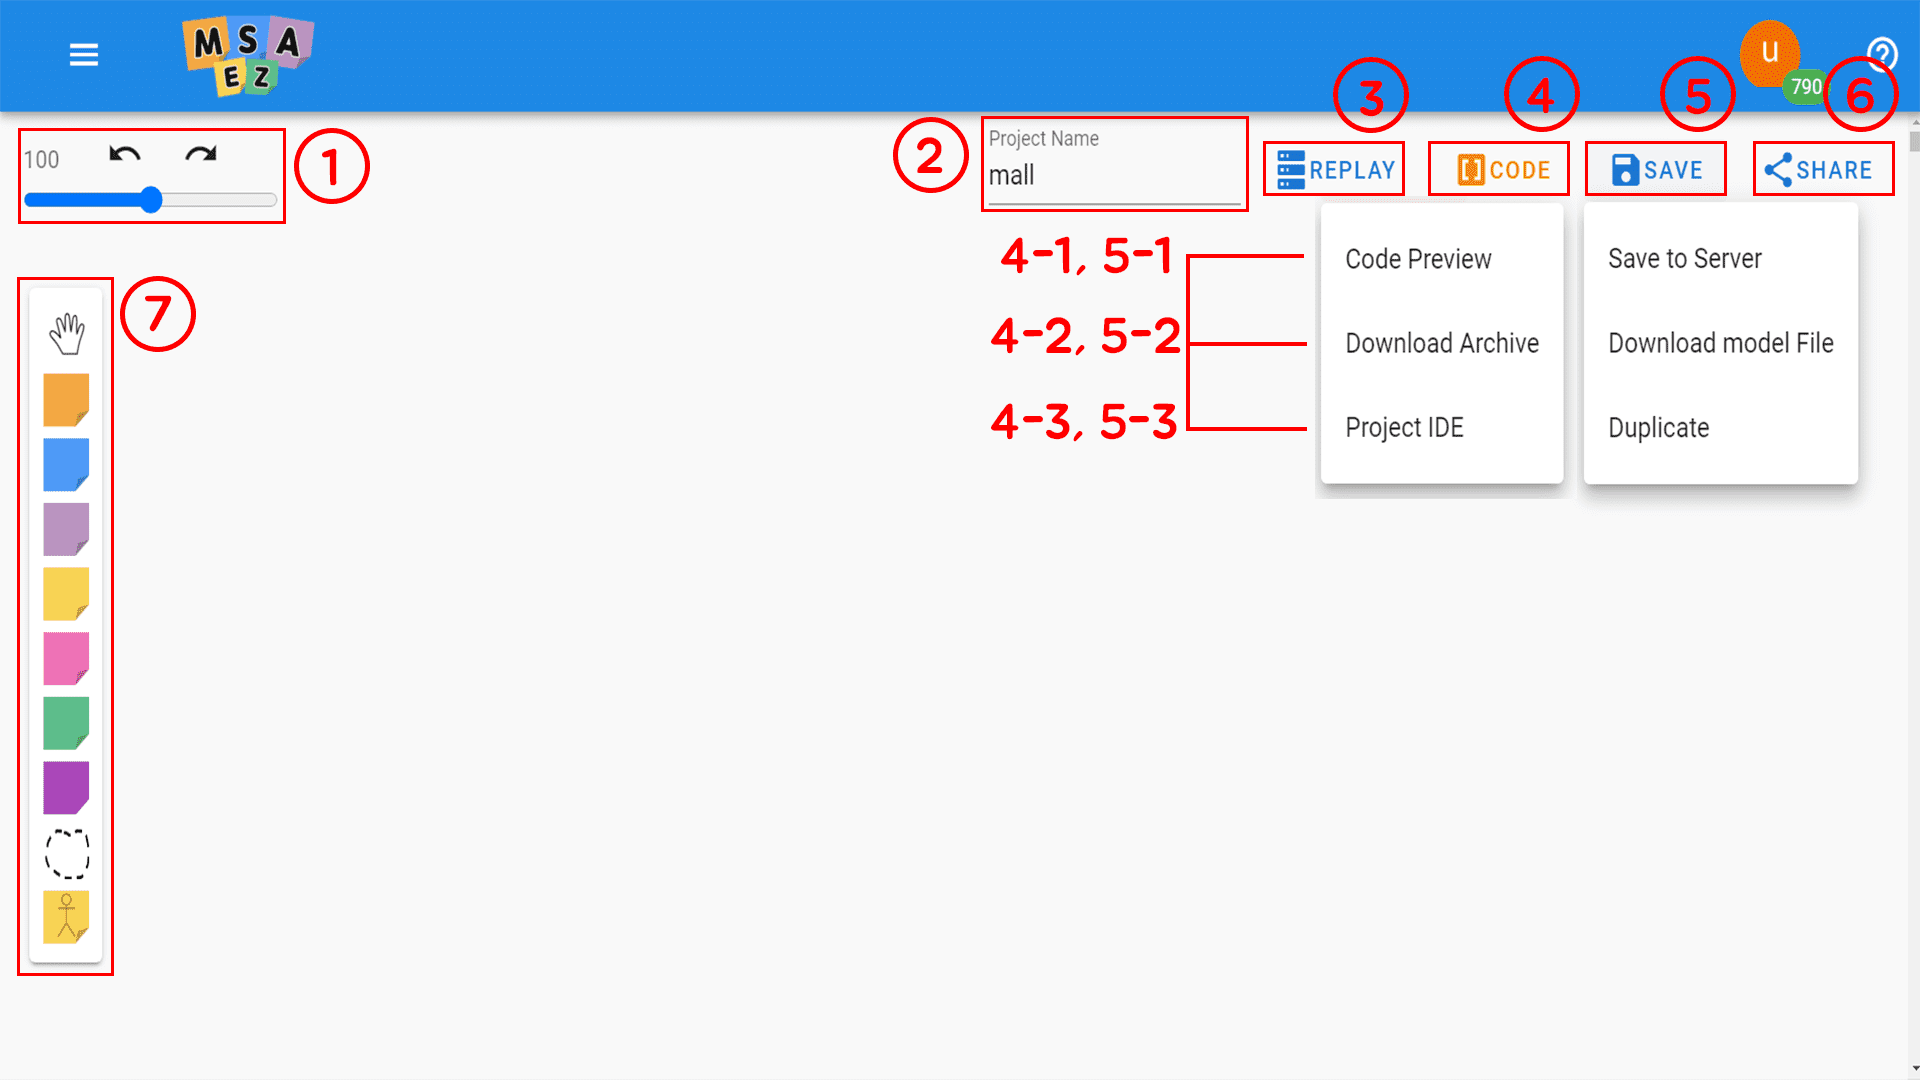 M S A
E Z
u
790
?
100
1
2
Project Name
mall
3
4
5
6
REPLAY
CODE
SAVE
SHARE
4-1, 5-1
Code Preview
Save to Server
4-2, 5-2
Download Archive
Download model File
4-3, 5-3
Project IDE
Duplicate
7